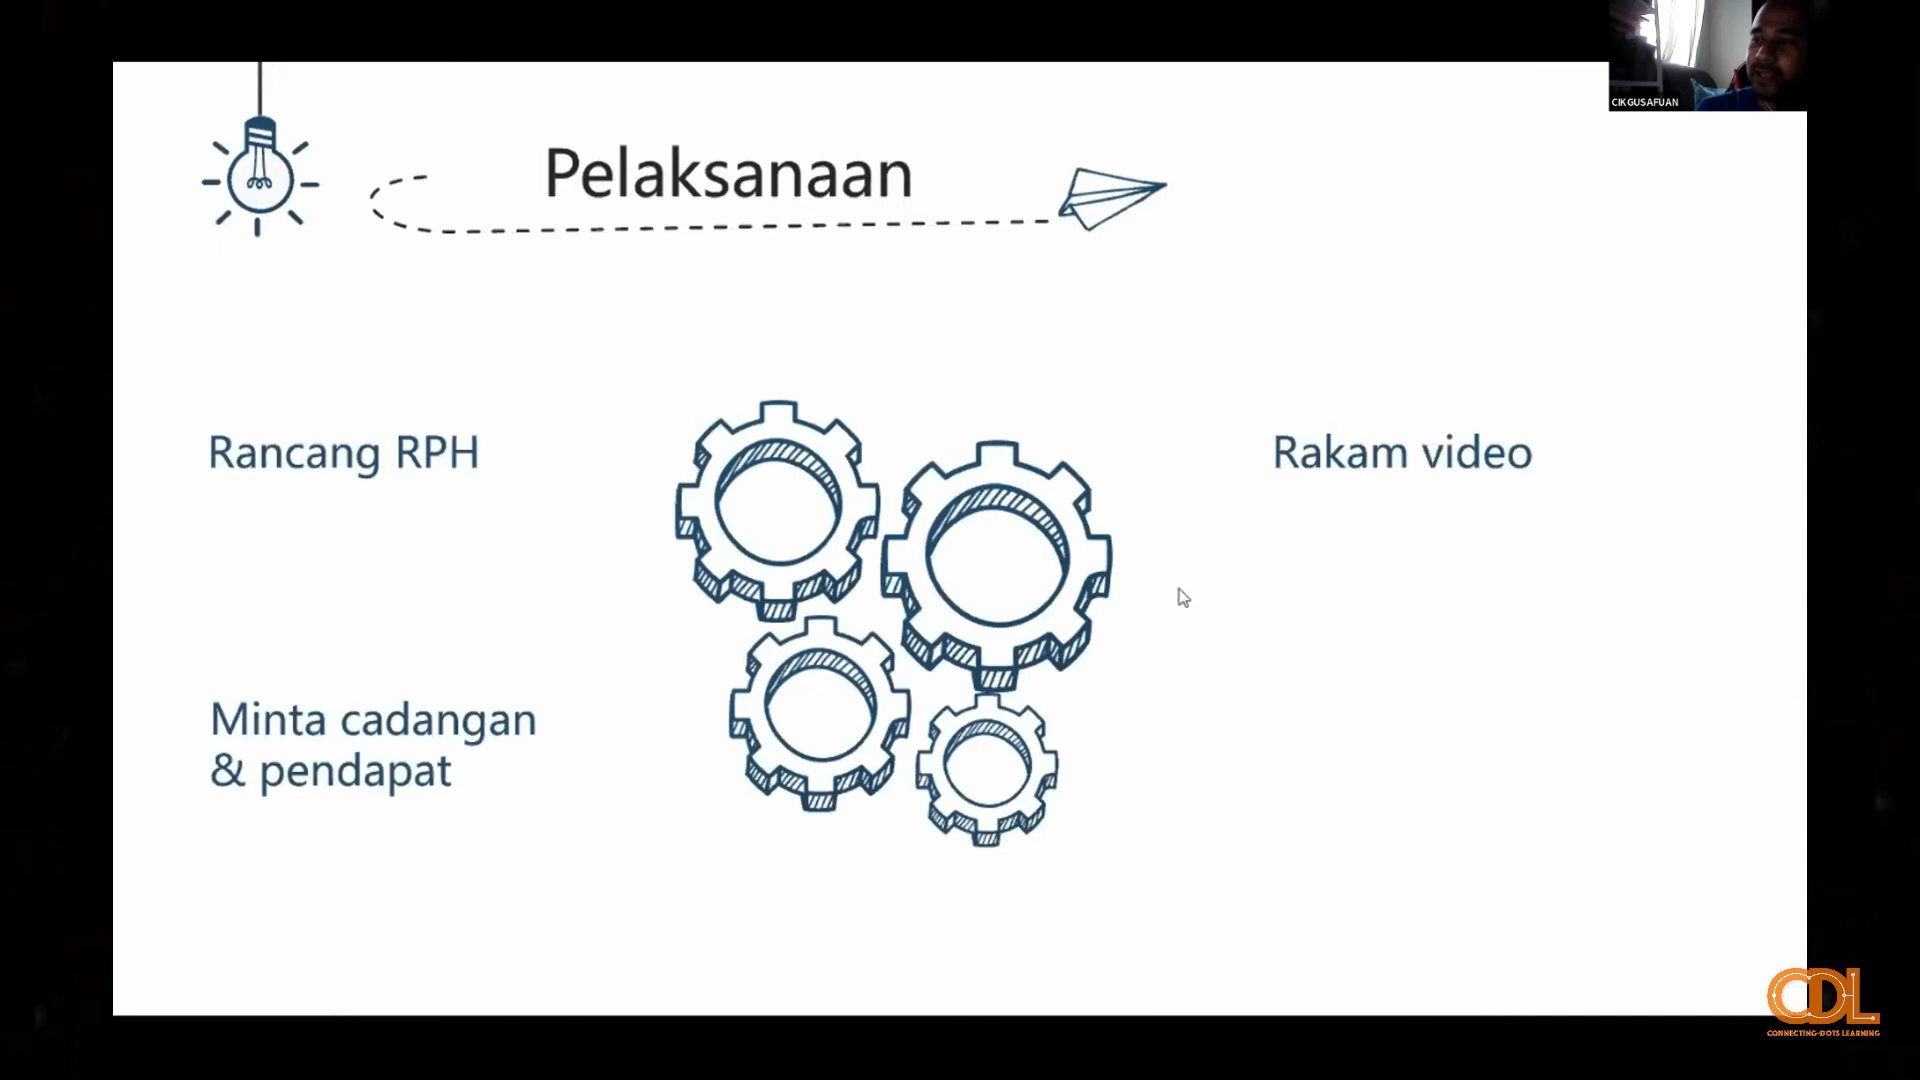 CIKGUSAFUAN
Pelaksanaan
Rancang RPH
Rakam video
Minta cadangan
& pendapat
CDL
CONNECTING-DOTS LEARNING